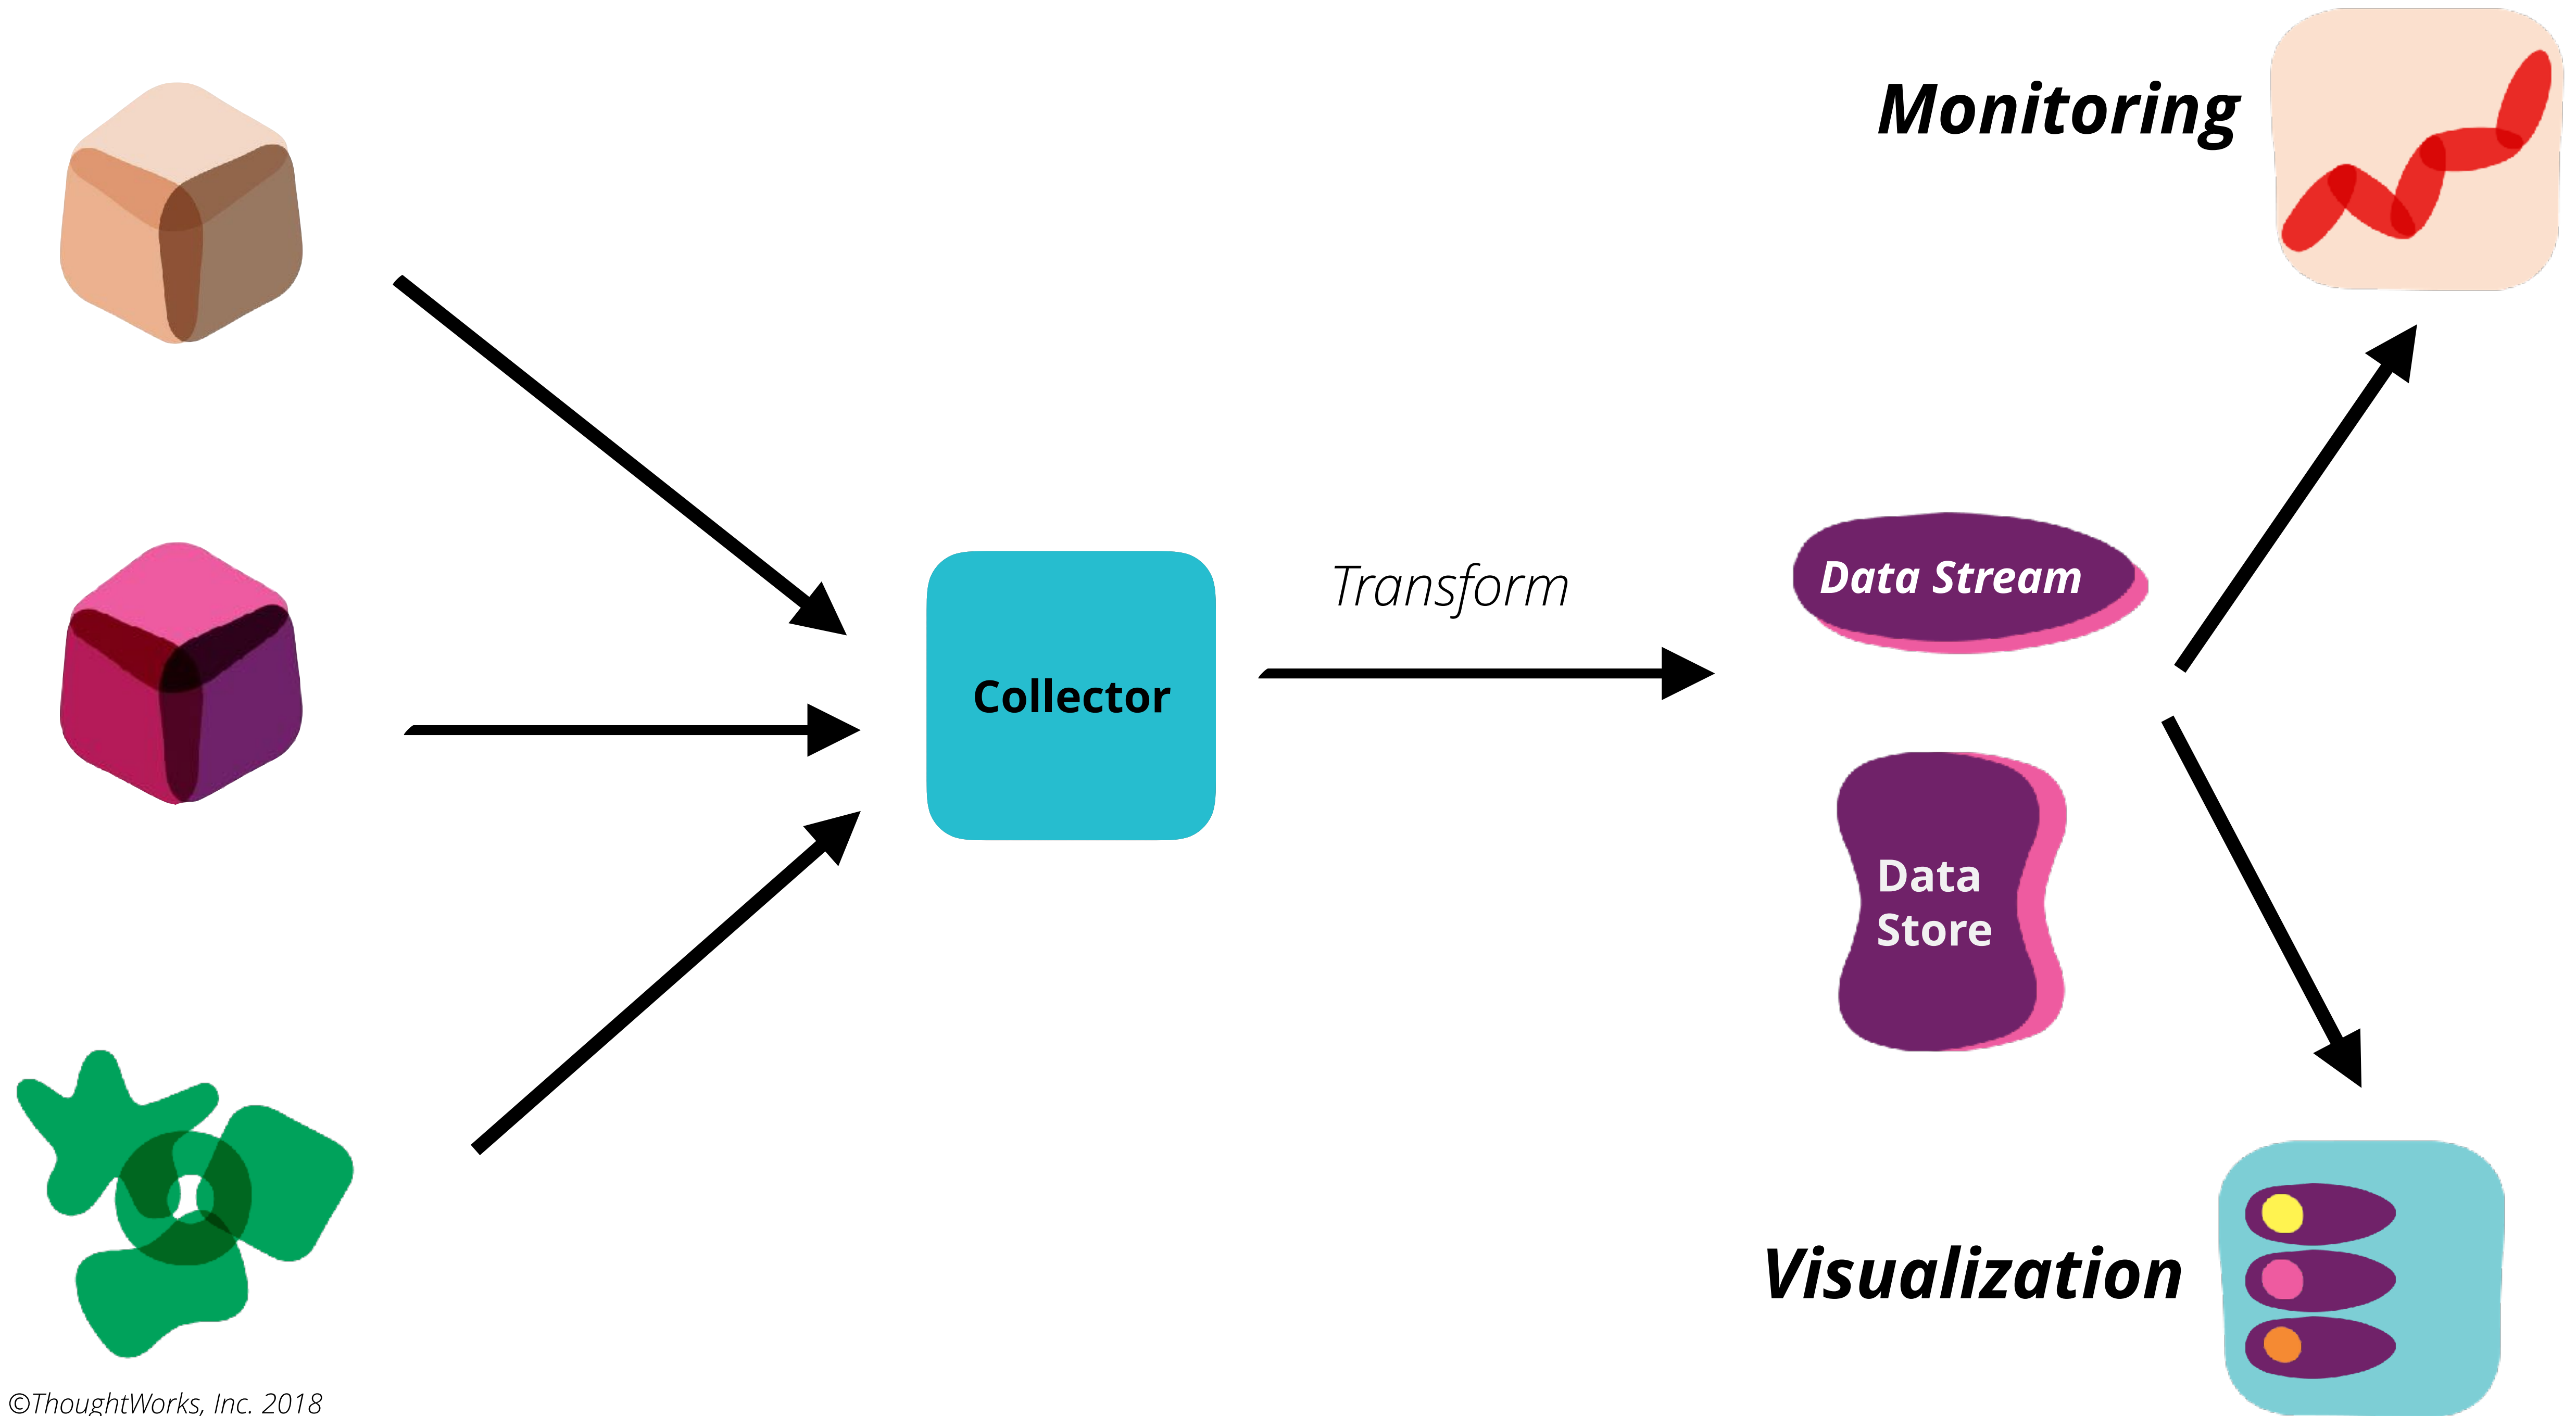 Monitoring
Transform
Data Stream
Collector
Data
Store
Visualization
©ThoughtWorks, Inc. 2018